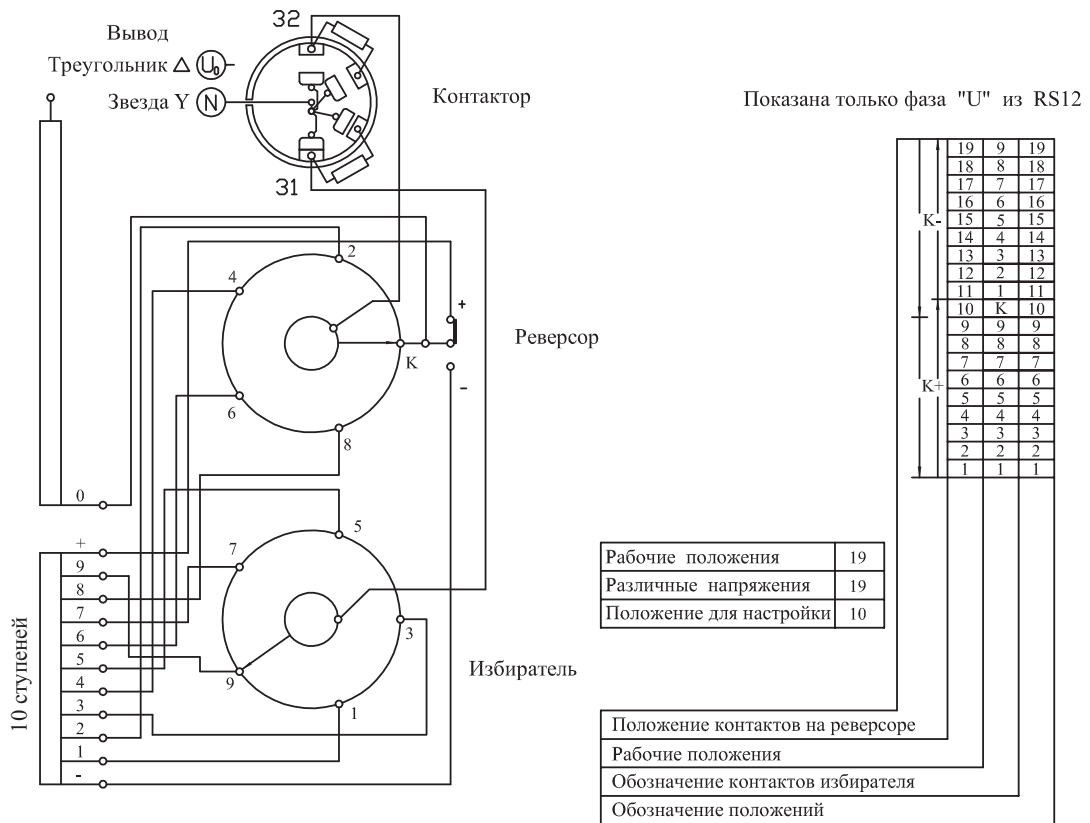 32
Вывод
Треугольник Δ U₀
Звезда Y N
Контактор
31
Показана только фаза "U" из RS12
2
4
+
К
Реверсор
-
6
8
0
+
9
8
7
6
5
4
3
2
1
-
10 ступеней
5
7
3
9
1
Избиратель
К-
К+
19 9 19
18 8 18
17 7 17
16 6 16
15 5 15
14 4 14
13 3 13
12 2 12
11 1 11
10 К 10
9 9 9
8 8 8
7 7 7
6 6 6
5 5 5
4 4 4
3 3 3
2 2 2
1 1 1
Рабочие положения 19
Различные напряжения 19
Положение для настройки 10
Положение контактов на реверсоре
Рабочие положения
Обозначение контактов избирателя
Обозначение положений